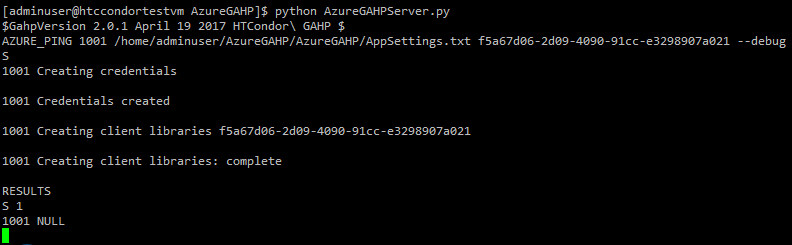 [adminuser@htccondortestvm AzureGAHP]$ python AzureGAHPServer.py
$GahpVersion 2.0.1 April 19 2017 HTCondor\ GAHP $
AZURE_PING 1001 /home/adminuser/AzureGAHP/AzureGAHP/AppSettings.txt f5a67d06-2d09-4090-91cc-e3298907a021 --debug
S
1001 Creating credentials
1001 Credentials created
1001 Creating client libraries f5a67d06-2d09-4090-91cc-e3298907a021
1001 Creating client libraries: complete
RESULTS
S 1
1001 NULL